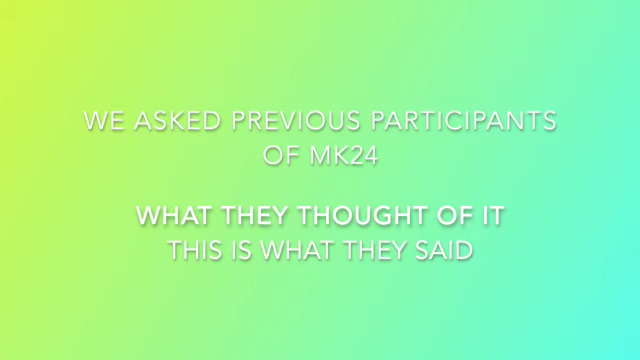 WE ASKED PREVIOUS PARTICIPANTS
OF MK24
WHAT THEY THOUGHT OF IT
THIS IS WHAT THEY SAID